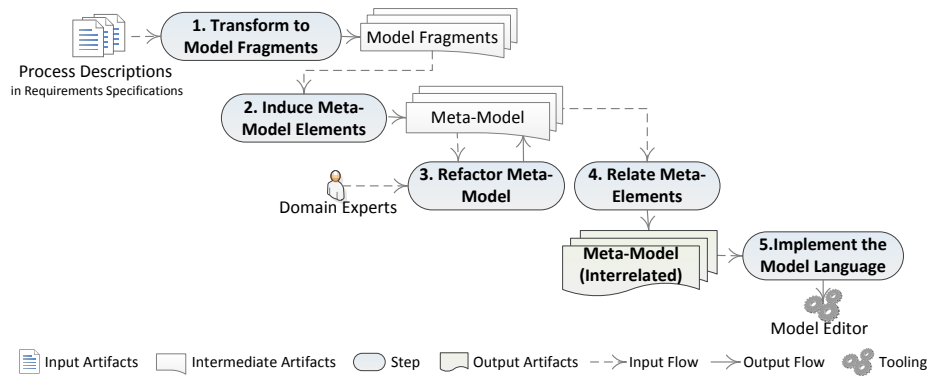 1. Transform to
Model Fragments
Model Fragments
Process Descriptions
in Requirements Specifications
2. Induce Meta-
Model Elements
Meta-Model
3. Refactor Meta-
Model
4. Relate Meta-
Elements
Domain Experts
Meta-Model
(Interrelated)
5.Implement the
Model Language
Model Editor
Input Artifacts
Intermediate Artifacts
Step
Output Artifacts
Input Flow
Output Flow
Tooling